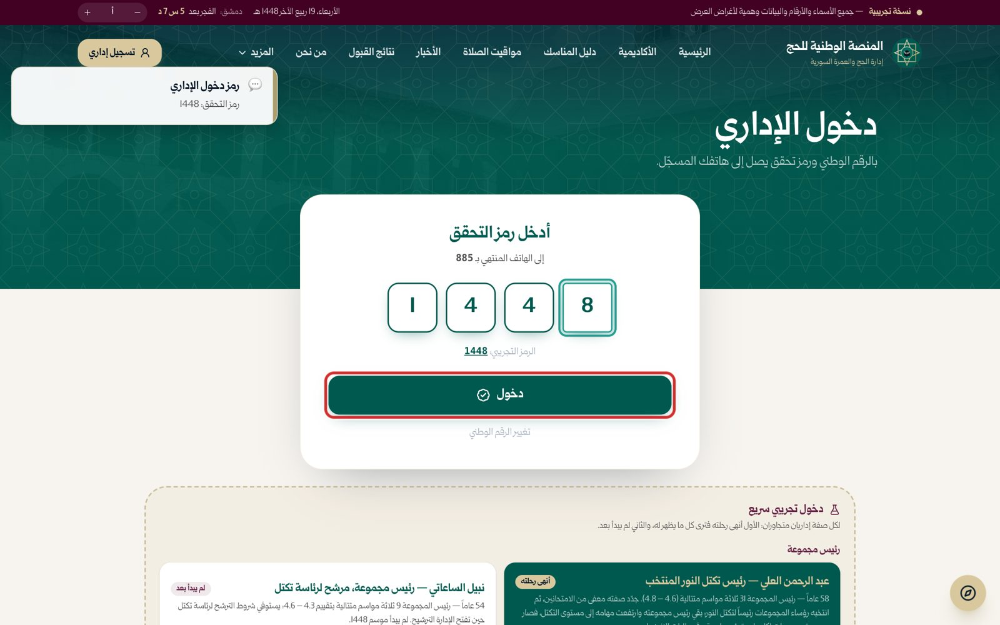 نسخة تجريبية — جميع الأسماء والأرقام والبيانات وهمية لأغراض العرض
الأربعاء، 19 ربيع الآخر 1448 هـ
دمشق: الفجر بعد 5 س 7 د
− أ +
المنصة الوطنية للحج
إدارة الحج والعمرة السورية
الرئيسية
الأكاديمية
دليل المناسك
مواقيت الصلاة
الأخبار
نتائج القبول
من نحن
المزيد
تسجيل إداري
رمز دخول الإداري
رمز التحقق: 1448
دخول الإداري
بالرقم الوطني ورمز تحقق يصل إلى هاتفك المسجّل.
أدخل رمز التحقق
إلى الهاتف المنتهي بـ 885
1 4 4 8
الرمز التجريبي: 1448
دخول
تغيير الرقم الوطني
دخول تجريبي سريع
لكل صفة إداريان متجاوران: الأول أنهى رحلته فترى كل ما يظهر له، والثاني لم يبدأ بعد.
رئيس مجموعة
عبد الرحمن العلي — رئيس تكتل النور المنتخب
أنهى رحلته
58 عاماً — رئيس المجموعة 31 ثلاثة مواسم متتالية (4.6 – 4.8). جدّد صفته معفى من الامتحانين، ثم
انتخبه رؤساء المجموعات رئيساً لتكتل النور: بقي رئيس مجموعته وارتفعت مهامه إلى مستوى التكتل، فصار
نبيل الساعاتي — رئيس مجموعة، مرشح لرئاسة تكتل
لم يبدأ بعد
54 عاماً — رئيس المجموعة 9 ثلاثة مواسم متتالية بتقييم 4.3 – 4.6: يستوفي شروط الترشح لرئاسة تكتل
حين تفتح الإدارة الترشيح. لم يبدأ موسم 1448.